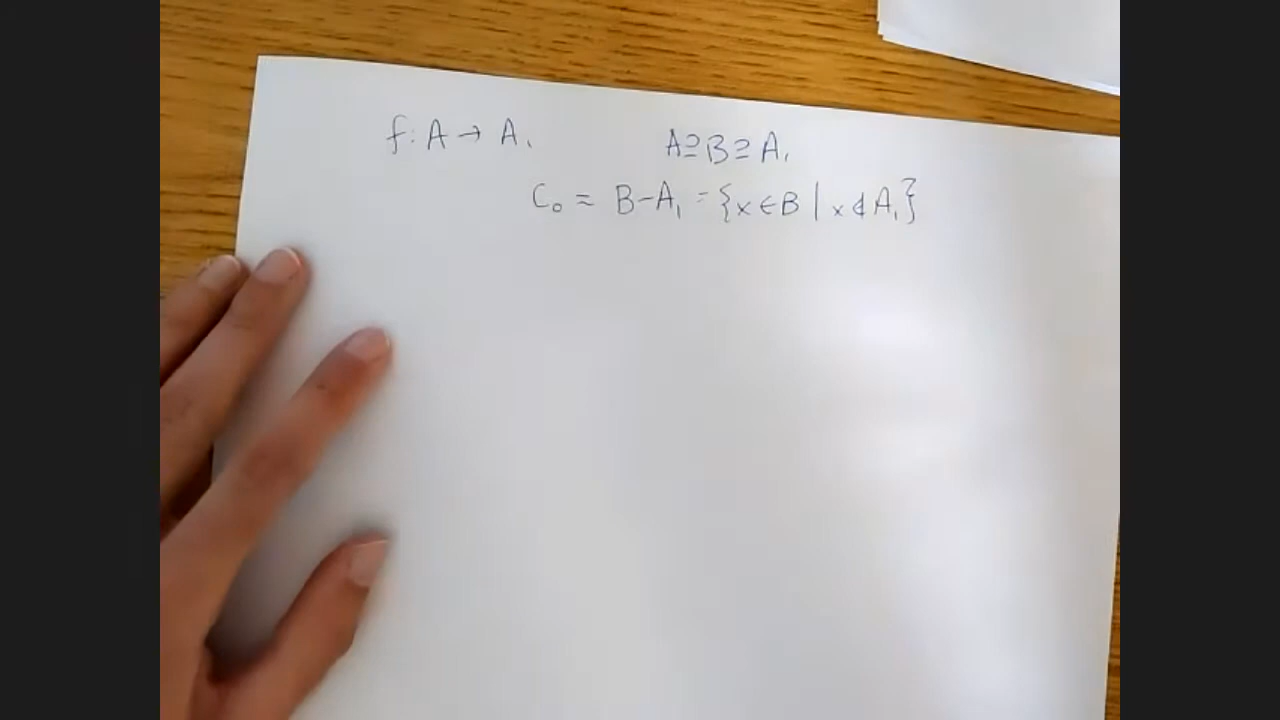 f: A → A₁ A ⊇ B ⊇ A₁
C₀ = B − A₁ = {x ∈ B | x ∉ A₁}